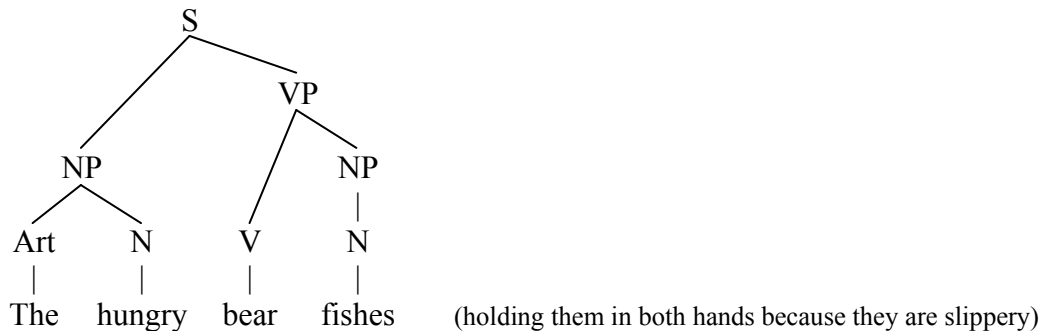 S
VP
NP NP
Art N V N
The hungry bear fishes (holding them in both hands because they are slippery)